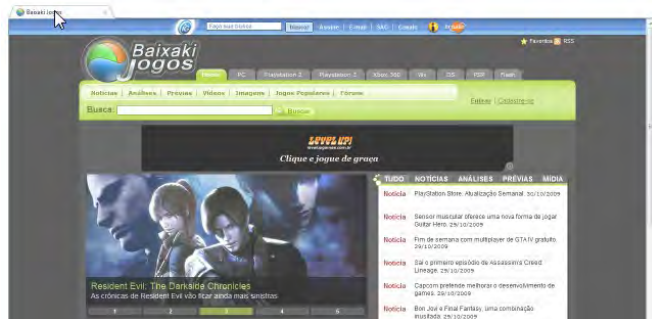 Baixaki Jogos
Assine | E-mail | SAC | Canais
Favoritos RSS
Baixaki
Jogos
Home PC Playstation 2 Playstation 3 Xbox 360 Wii DS PSP Flash
Notícias | Análises | Prévias | Vídeos | Imagens | Jogos Populares | Fóruns
Entrar | Cadastre-se
Busca: Buscar
LEVEL UP!
Clique e jogue de graça
TUDO NOTÍCIAS ANÁLISES PRÉVIAS MÍDIA
Notícia PlayStation Store. Atualização Semanal. 30/10/2009
Notícia Sensor muscular oferece uma nova forma de jogar
Guitar Hero. 29/10/2009
Notícia Fim de semana com multiplayer de GTA IV gratuito.
29/10/2009
Notícia Sai o primeiro episódio de Assassin's Creed
Lineage. 29/10/2009
Notícia Capcom pretende melhorar o desenvolvimento de
games. 29/10/2009
Notícia Bon Jovi e Final Fantasy, uma combinação
inusitada. 29/10/2009
Resident Evil: The Darkside Chronicles
As crônicas de Resident Evil vão ficar ainda mais sinistras
1 2 3 4 5